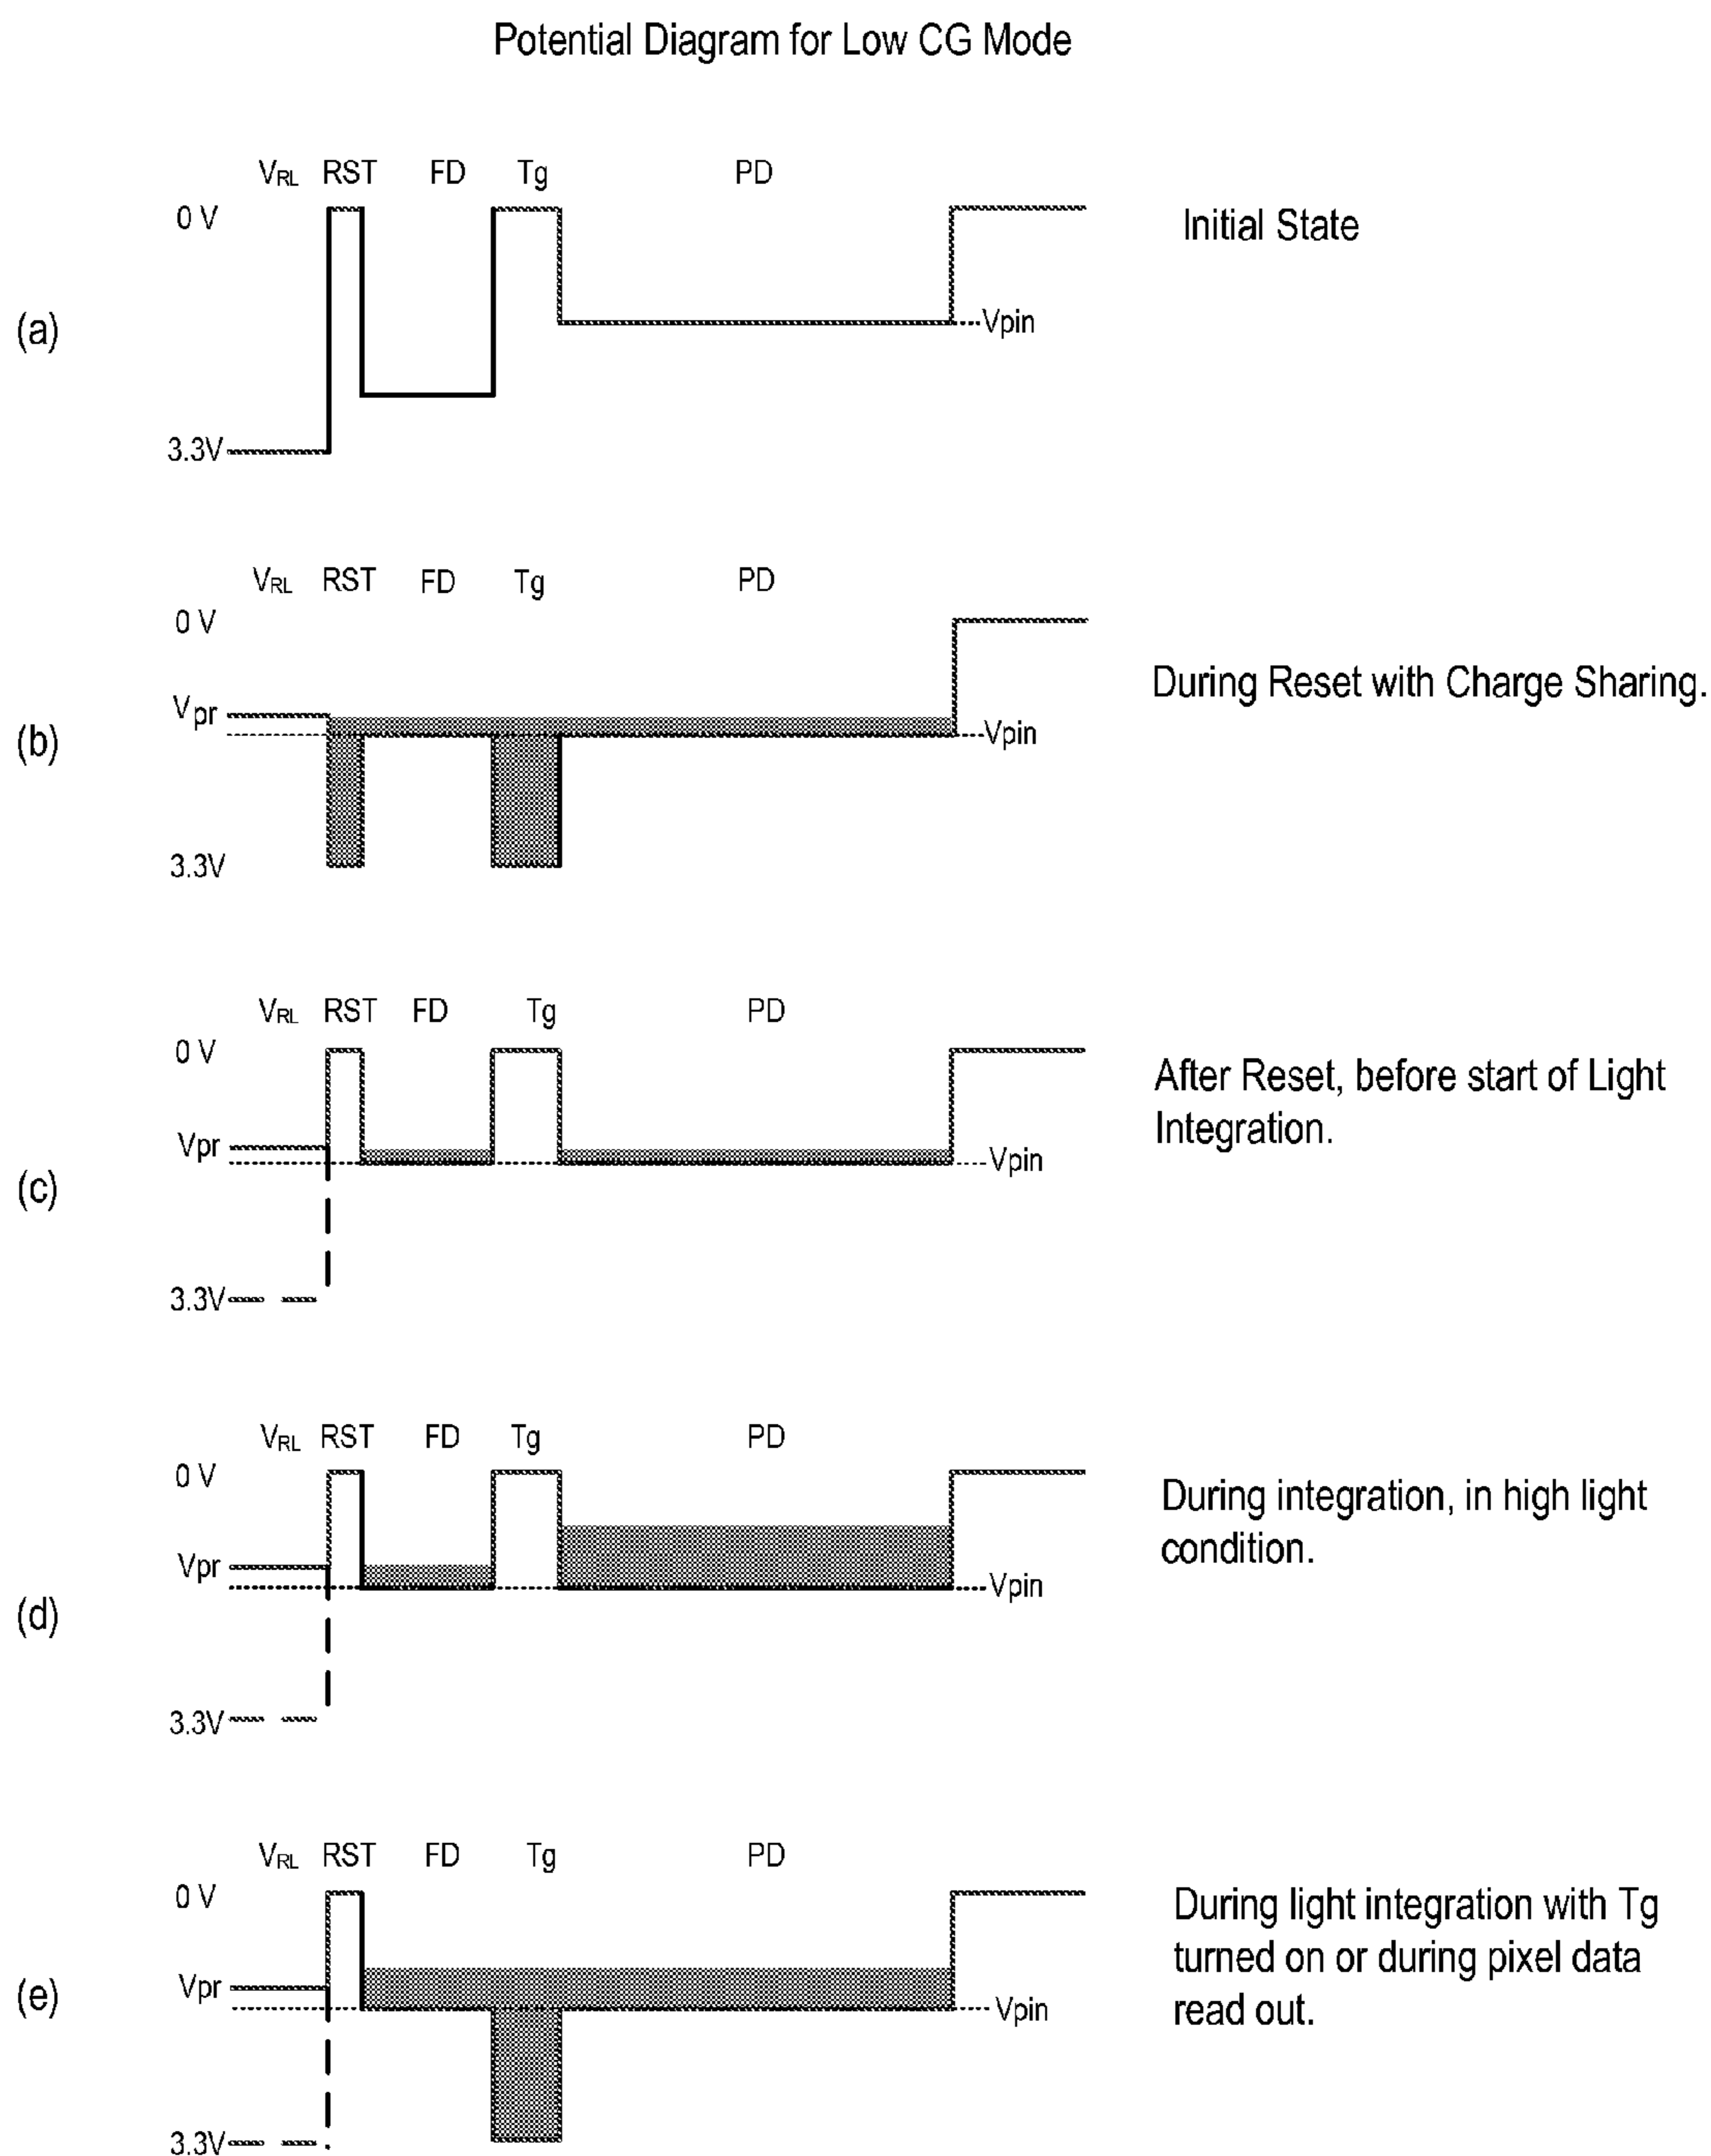 Potential Diagram for Low CG Mode
VRL RST FD Tg PD
0 V
Initial State
(a)
Vpin
3.3V
VRL RST FD Tg PD
0 V
During Reset with Charge Sharing.
Vpr
(b)
Vpin
3.3V
VRL RST FD Tg PD
0 V
After Reset, before start of Light
Integration.
Vpr
Vpin
(c)
3.3V
VRL RST FD Tg PD
0 V
During integration, in high light
condition.
Vpr
Vpin
(d)
3.3V
VRL RST FD Tg PD
0 V
During light integration with Tg
turned on or during pixel data
read out.
Vpr
(e)
Vpin
3.3V